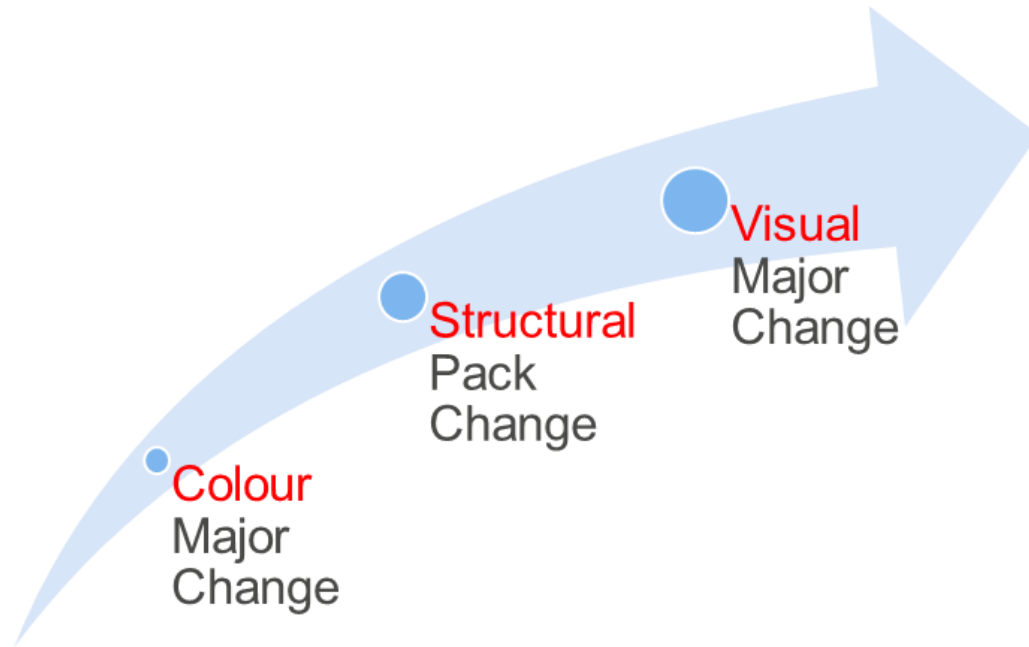 Colour
Major
Change
Structural
Pack
Change
Visual
Major
Change